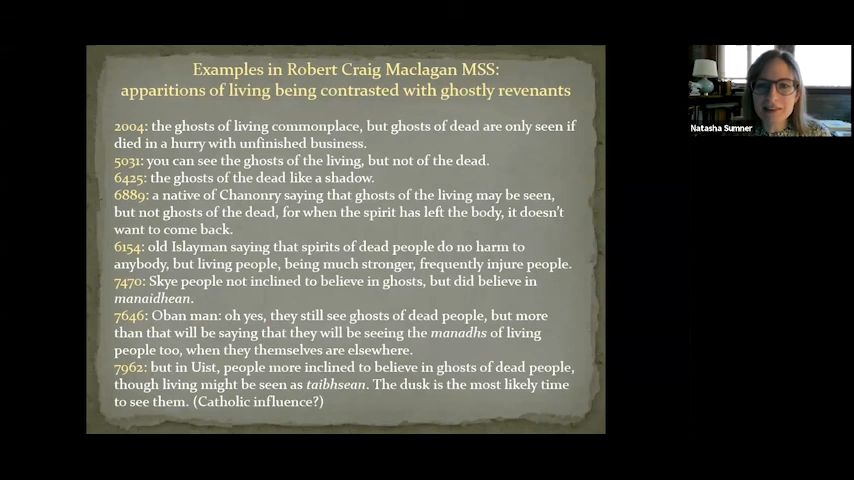 Examples in Robert Craig Maclagan MSS:
apparitions of living being contrasted with ghostly revenants
2004: the ghosts of living commonplace, but ghosts of dead are only seen if
died in a hurry with unfinished business.
5031: you can see the ghosts of the living, but not of the dead.
6425: the ghosts of the dead like a shadow.
6889: a native of Chanonry saying that ghosts of the living may be seen,
but not ghosts of the dead, for when the spirit has left the body, it doesn't
want to come back.
6154: old Islayman saying that spirits of dead people do no harm to
anybody, but living people, being much stronger, frequently injure people.
7470: Skye people not inclined to believe in ghosts, but did believe in
manaidhean.
7646: Oban man: oh yes, they still see ghosts of dead people, but more
than that will be saying that they will be seeing the manadhs of living
people too, when they themselves are elsewhere.
7962: but in Uist, people more inclined to believe in ghosts of dead people,
though living might be seen as taibhsean. The dusk is the most likely time
to see them. (Catholic influence?)
Natasha Sumner